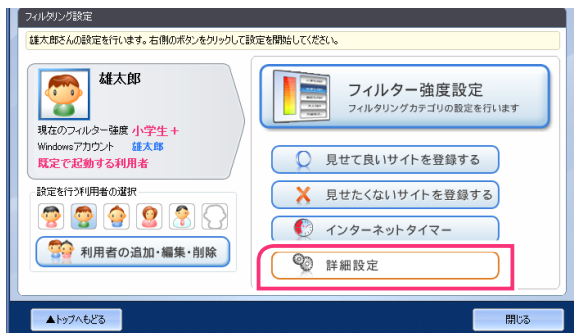 フィルタリング設定
雄太郎さんの設定を行います。右側のボタンをクリックして設定を開始してください。
雄太郎
現在のフィルター強度 小学生+
Windowsアカウント 雄太郎
既定で起動する利用者
設定を行う利用者の選択
利用者の追加・編集・削除
フィルター強度設定
フィルタリングカテゴリの設定を行います
見せて良いサイトを登録する
見せたくないサイトを登録する
インターネットタイマー
詳細設定
▲トップへもどる
閉じる